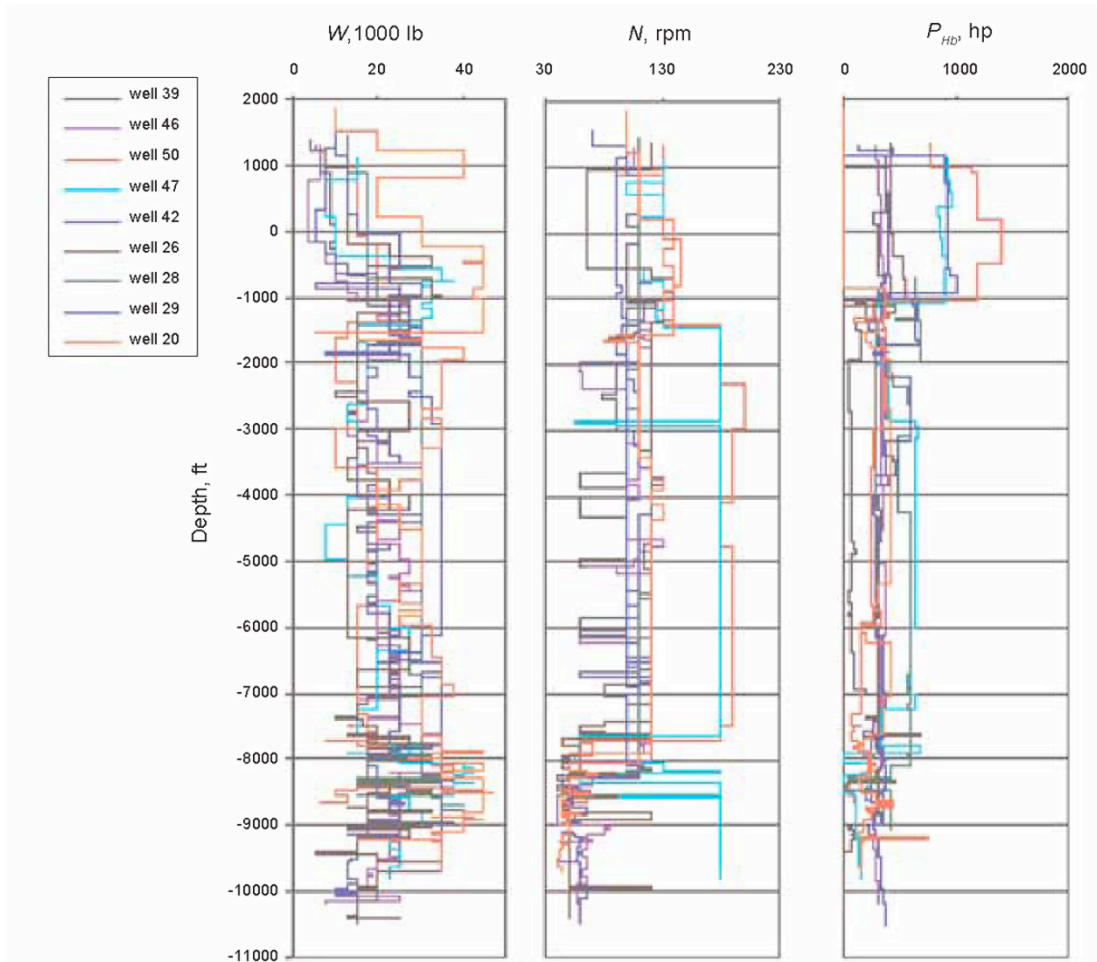 W,1000 lb N, rpm P_Hb, hp
0 20 40 30 130 230 0 1000 2000
well 39
well 46
well 50
well 47
well 42
well 26
well 28
well 29
well 20
2000
1000
0
-1000
-2000
-3000
-4000
-5000
-6000
-7000
-8000
-9000
-10000
-11000
Depth, ft